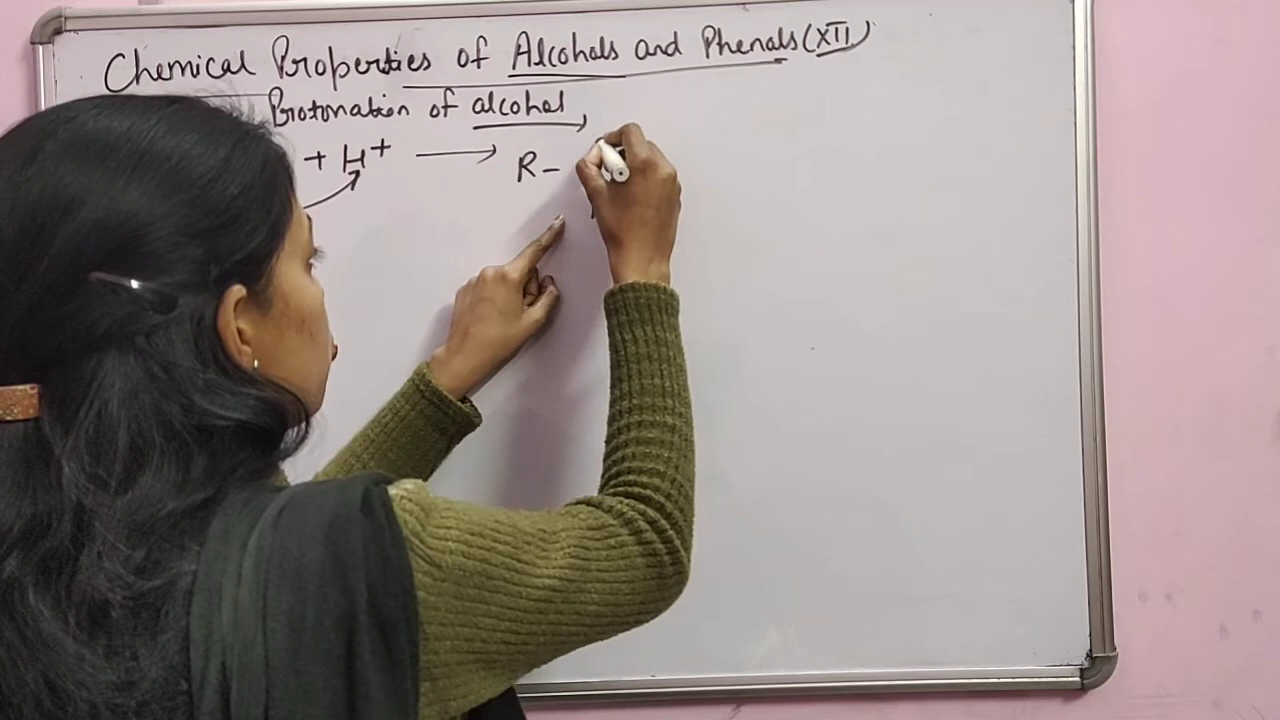 Chemical Properties of Alcohols and Phenols (XII)
Protonation of alcohol
+ H⁺ ⟶ R –